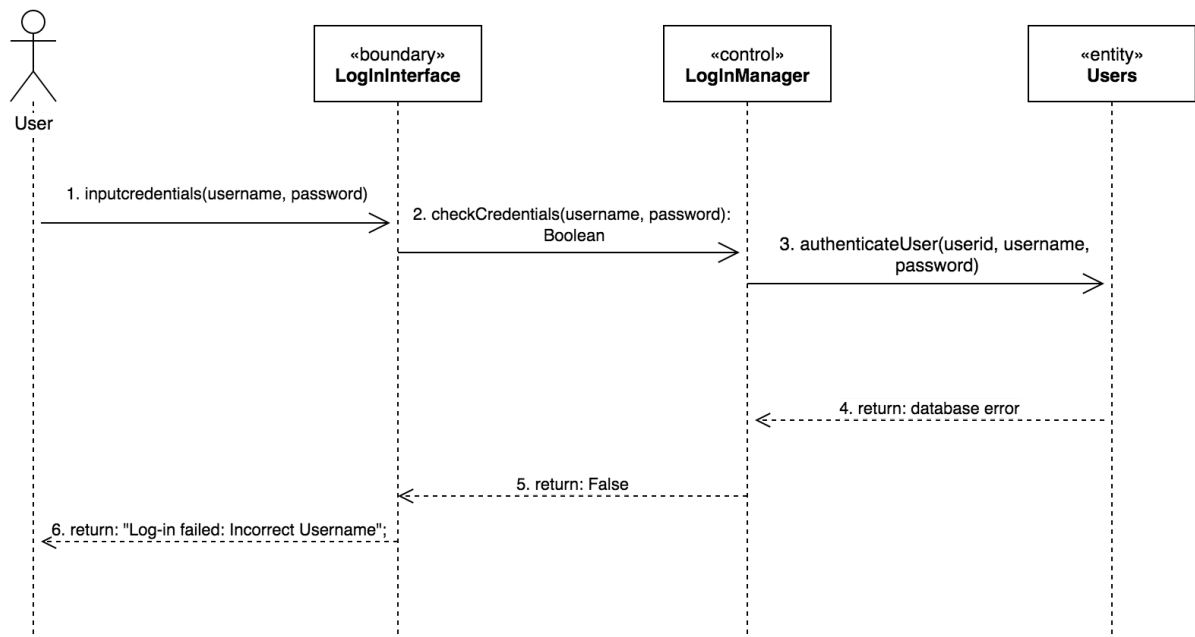 «boundary»
LogInInterface
«control»
LogInManager
«entity»
Users
User
1. inputcredentials(username, password)
2. checkCredentials(username, password):
Boolean
3. authenticateUser(userid, username,
password)
4. return: database error
5. return: False
6. return: "Log-in failed: Incorrect Username";